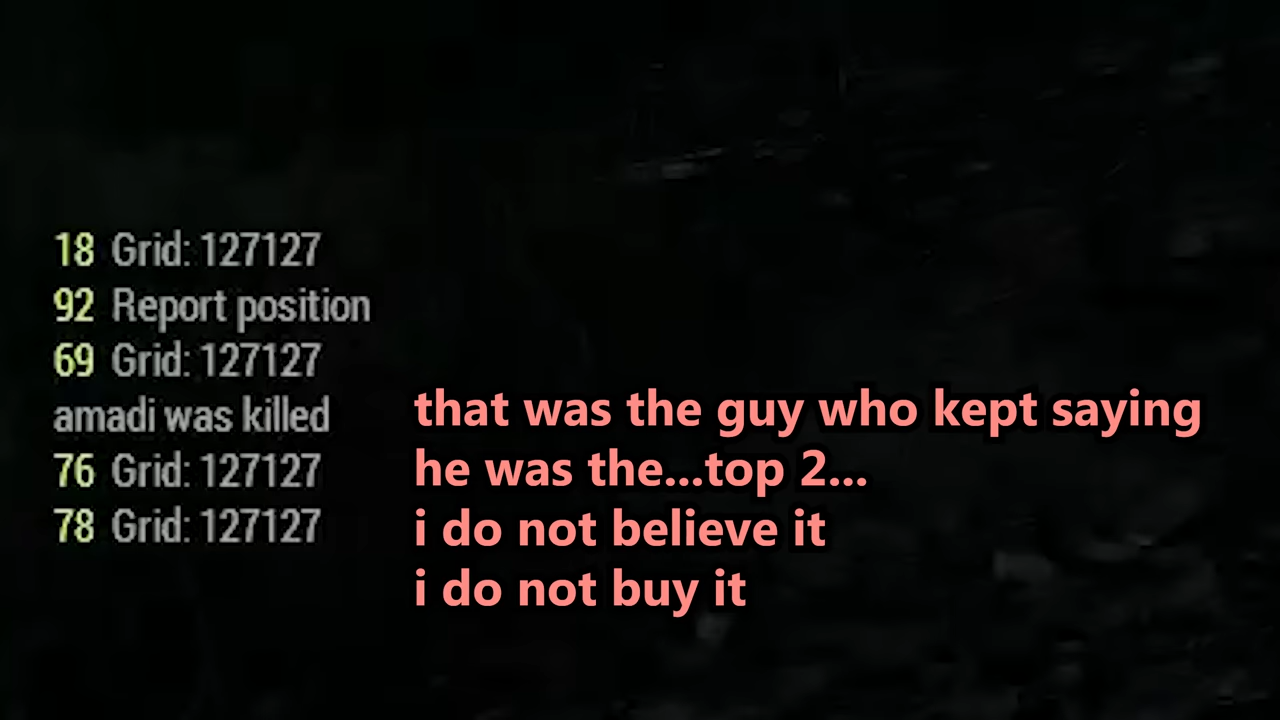 18 Grid: 127127
92 Report position
69 Grid: 127127
amadi was killed
76 Grid: 127127
78 Grid: 127127
that was the guy who kept saying
he was the...top 2...
i do not believe it
i do not buy it